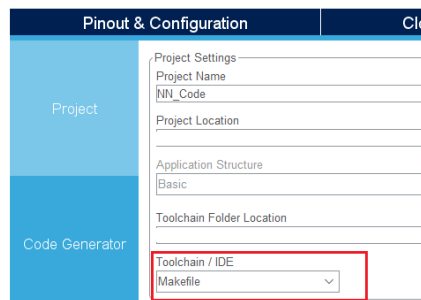 Pinout & Configuration
Cl
Project
Project Settings
Project Name
NN_Code
Project Location
Application Structure
Basic
Toolchain Folder Location
Code Generator
Toolchain / IDE
Makefile